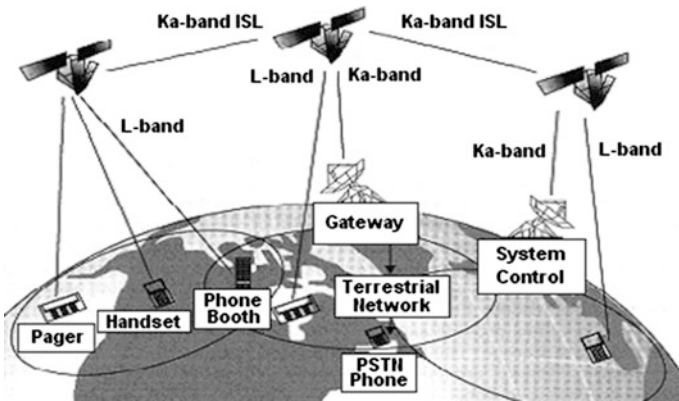 Ka-band ISL
Ka-band ISL
L-band
Ka-band
L-band
Ka-band
L-band
Gateway
System
Control
Phone
Booth
Terrestrial
Network
Pager
Handset
PSTN
Phone